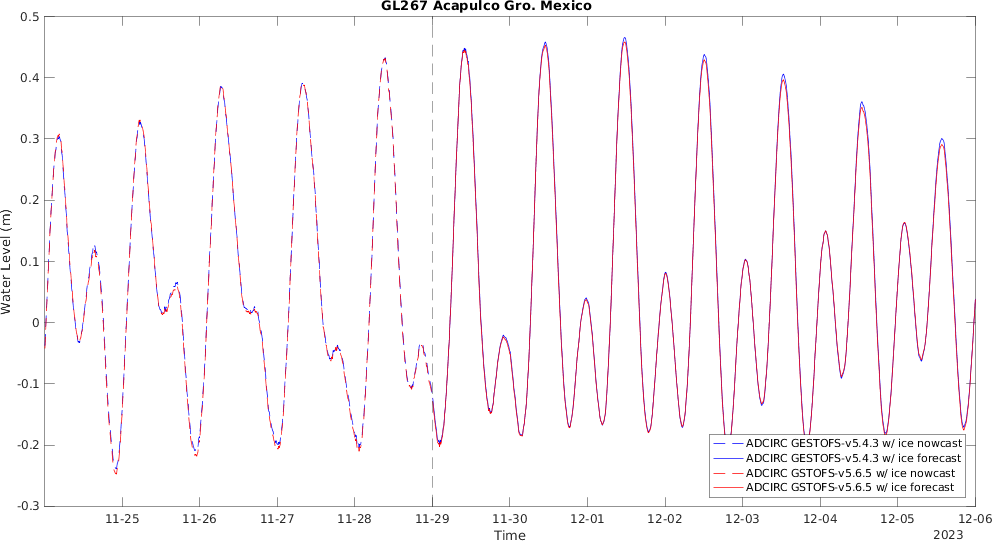 GL267 Acapulco Gro. Mexico
0.5
0.4
0.3
0.2
0.1
0
-0.1
-0.2
-0.3
Water Level (m)
ADCIRC GESTOFS-v5.4.3 w/ ice nowcast
ADCIRC GESTOFS-v5.4.3 w/ ice forecast
ADCIRC GSTOFS-v5.6.5 w/ ice nowcast
ADCIRC GSTOFS-v5.6.5 w/ ice forecast
11-25 11-26 11-27 11-28 11-29 11-30 12-01 12-02 12-03 12-04 12-05 12-06
Time
2023